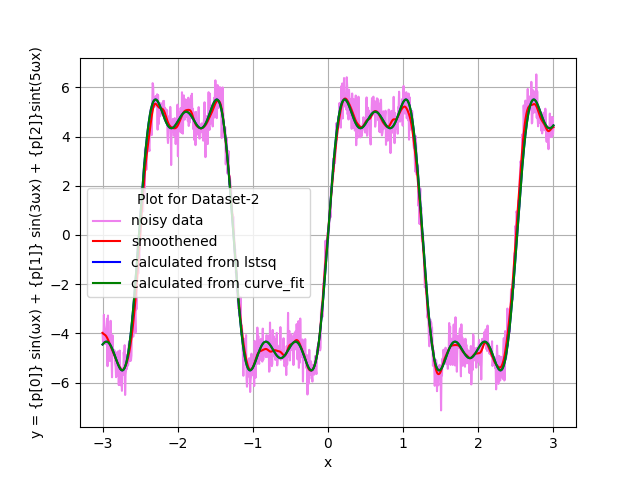 y = {p[0]} sin(ωx) + {p[1]} sin(3ωx) + {p[2]}sint(5ωx)
6
4
2
0
−2
−4
−6
Plot for Dataset-2
noisy data
smoothened
calculated from lstsq
calculated from curve_fit
−3 −2 −1 0 1 2 3
x